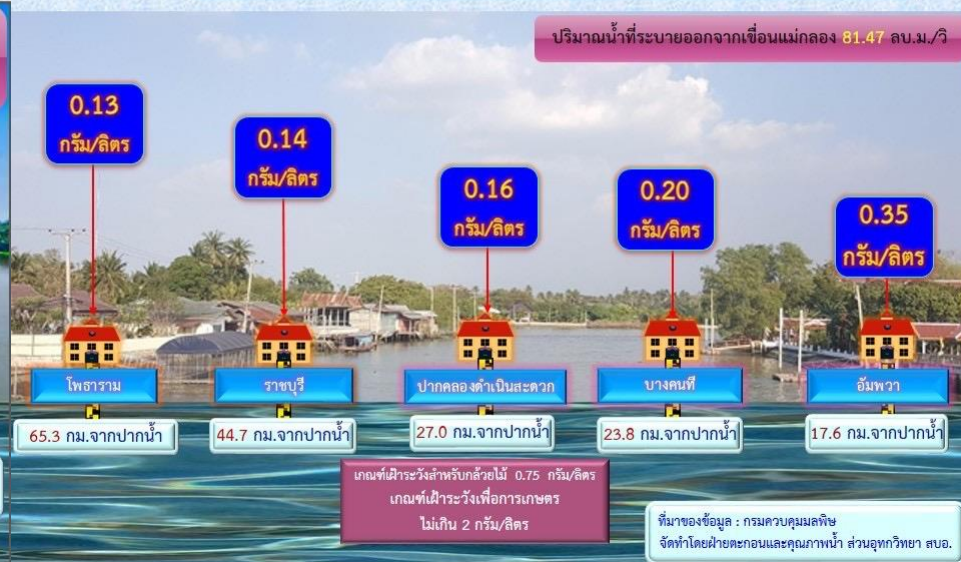 ปริมาณน้ำที่ระบายออกจากเขื่อนแม่กลอง 81.47 ลบ.ม./วิ
0.13
กรัม/ลิตร
0.14
กรัม/ลิตร
0.16
กรัม/ลิตร
0.20
กรัม/ลิตร
0.35
กรัม/ลิตร
โพธาราม
ราชบุรี
ปากคลองดำเนินสะดวก
บางคนที
อัมพวา
65.3 กม.จากปากน้ำ
44.7 กม.จากปากน้ำ
27.0 กม.จากปากน้ำ
23.8 กม.จากปากน้ำ
17.6 กม.จากปากน้ำ
เกณฑ์เฝ้าระวังสำหรับกล้วยไม้ 0.75 กรัม/ลิตร
เกณฑ์เฝ้าระวังเพื่อการเกษตร
ไม่เกิน 2 กรัม/ลิตร
ที่มาของข้อมูล : กรมควบคุมมลพิษ
จัดทำโดยฝ่ายตะกอนและคุณภาพน้ำ ส่วนอุทกวิทยา สบอ.